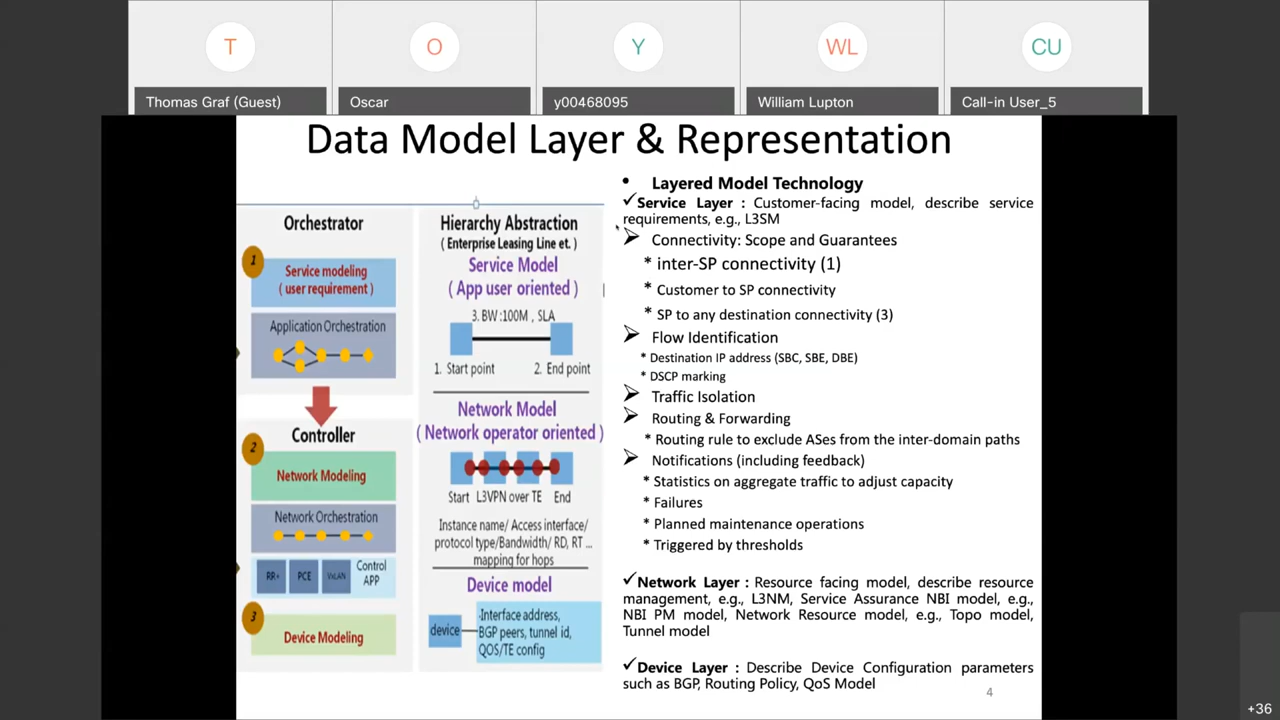 T
O
Y
WL
CU
Thomas Graf (Guest)
Oscar
y00468095
William Lupton
Call-in User_5
Data Model Layer & Representation
Orchestrator
1
Service modeling
( user requirement )
Application Orchestration
Controller
2
Network Modeling
Network Orchestration
RR+
PCE
VxLAN
Control
APP
3
Device Modeling
Hierarchy Abstraction
( Enterprise Leasing Line et. )
Service Model
( App user oriented )
3. BW :100M , SLA
1. Start point
2. End point
Network Model
( Network operator oriented )
Start
L3VPN over TE
End
Instance name/ Access interface/
protocol type/Bandwidth/ RD, RT ...
mapping for hops
Device model
device
Interface address,
BGP peers, tunnel id,
QOS/TE config
• Layered Model Technology
✓Service Layer : Customer-facing model, describe service
requirements, e.g., L3SM
➢ Connectivity: Scope and Guarantees
* inter-SP connectivity (1)
* Customer to SP connectivity
* SP to any destination connectivity (3)
➢ Flow Identification
* Destination IP address (SBC, SBE, DBE)
* DSCP marking
➢ Traffic Isolation
➢ Routing & Forwarding
* Routing rule to exclude ASes from the inter-domain paths
➢ Notifications (including feedback)
* Statistics on aggregate traffic to adjust capacity
* Failures
* Planned maintenance operations
* Triggered by thresholds
✓Network Layer : Resource facing model, describe resource
management, e.g., L3NM, Service Assurance NBI model, e.g.,
NBI PM model, Network Resource model, e.g., Topo model,
Tunnel model
✓Device Layer : Describe Device Configuration parameters
such as BGP, Routing Policy, QoS Model
4
+36